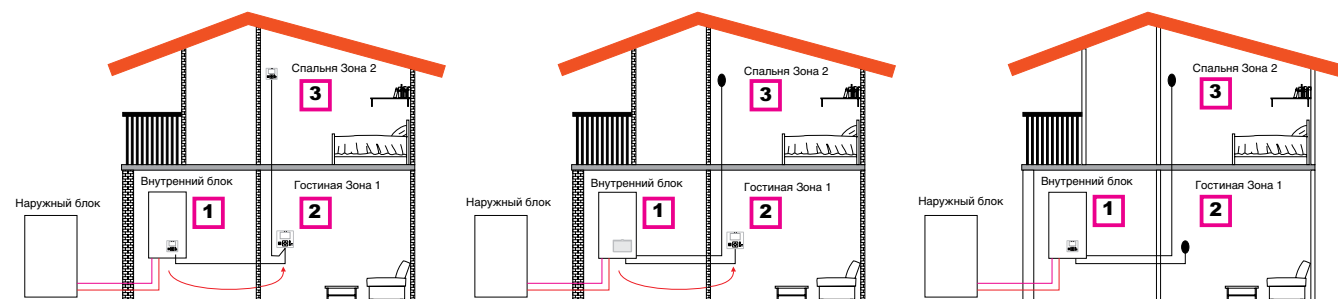 Спальня Зона 2
3
Внутренний блок
Гостиная Зона 1
Наружный блок
1
2
Спальня Зона 2
3
Внутренний блок
Гостиная Зона 1
Наружный блок
1
2
Спальня Зона 2
3
Внутренний блок
Гостиная Зона 1
Наружный блок
1
2